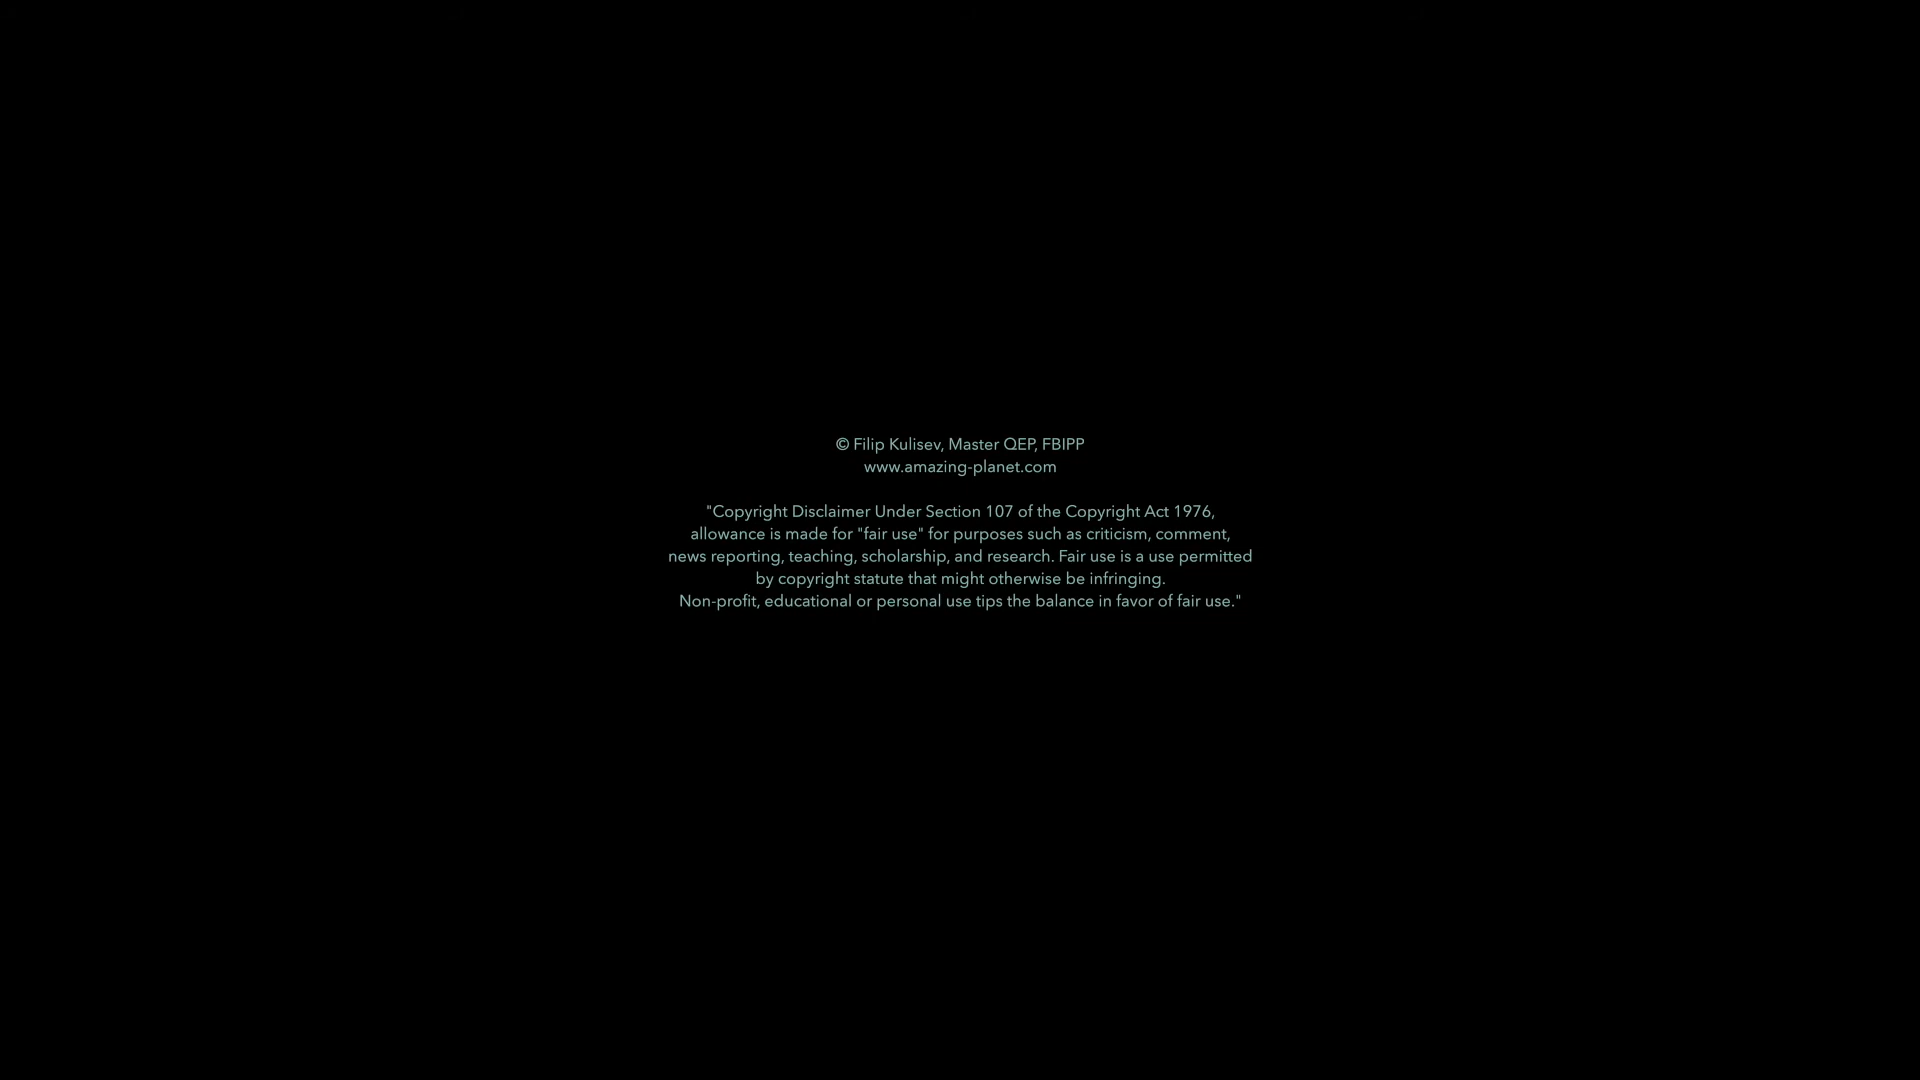 © Filip Kulisev, Master QEP, FBIPP
www.amazing-planet.com
"Copyright Disclaimer Under Section 107 of the Copyright Act 1976,
allowance is made for "fair use" for purposes such as criticism, comment,
news reporting, teaching, scholarship, and research. Fair use is a use permitted
by copyright statute that might otherwise be infringing.
Non-profit, educational or personal use tips the balance in favor of fair use."